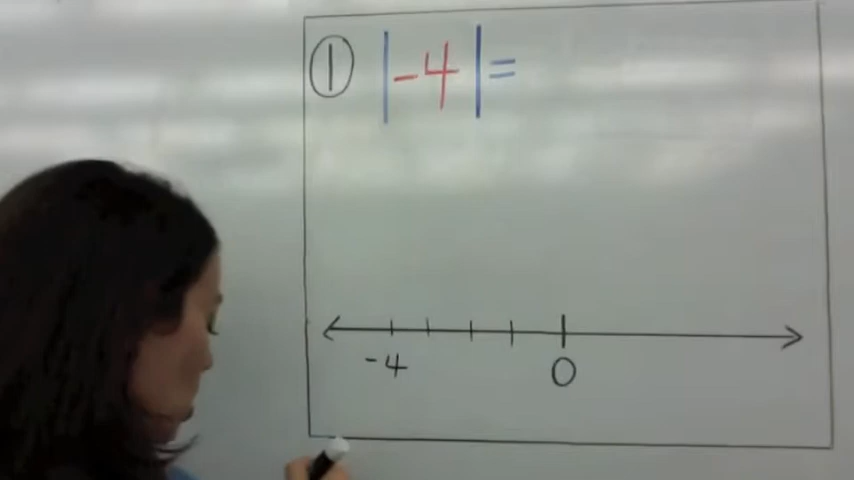 ① |-4| =
-4 0